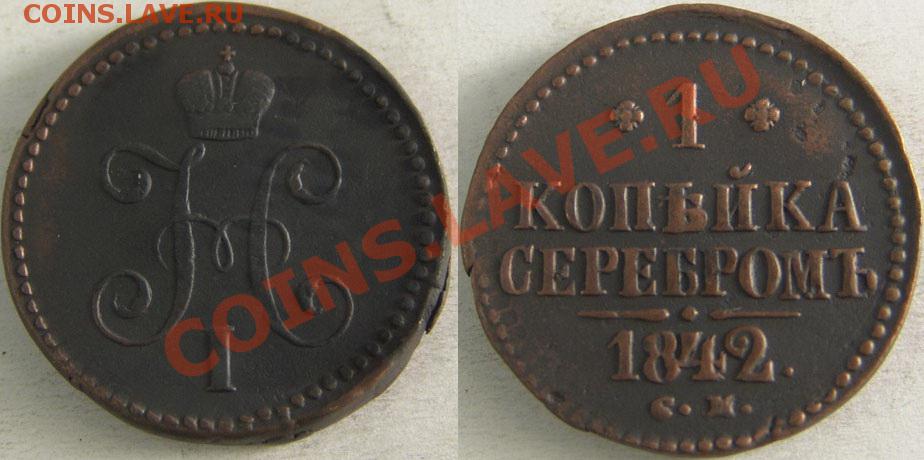 COINS.LAVE.RU
I
1
КОПѢЙКА
СЕРЕБРОМЪ
1842.
С.М.
COINS.LAVE.RU